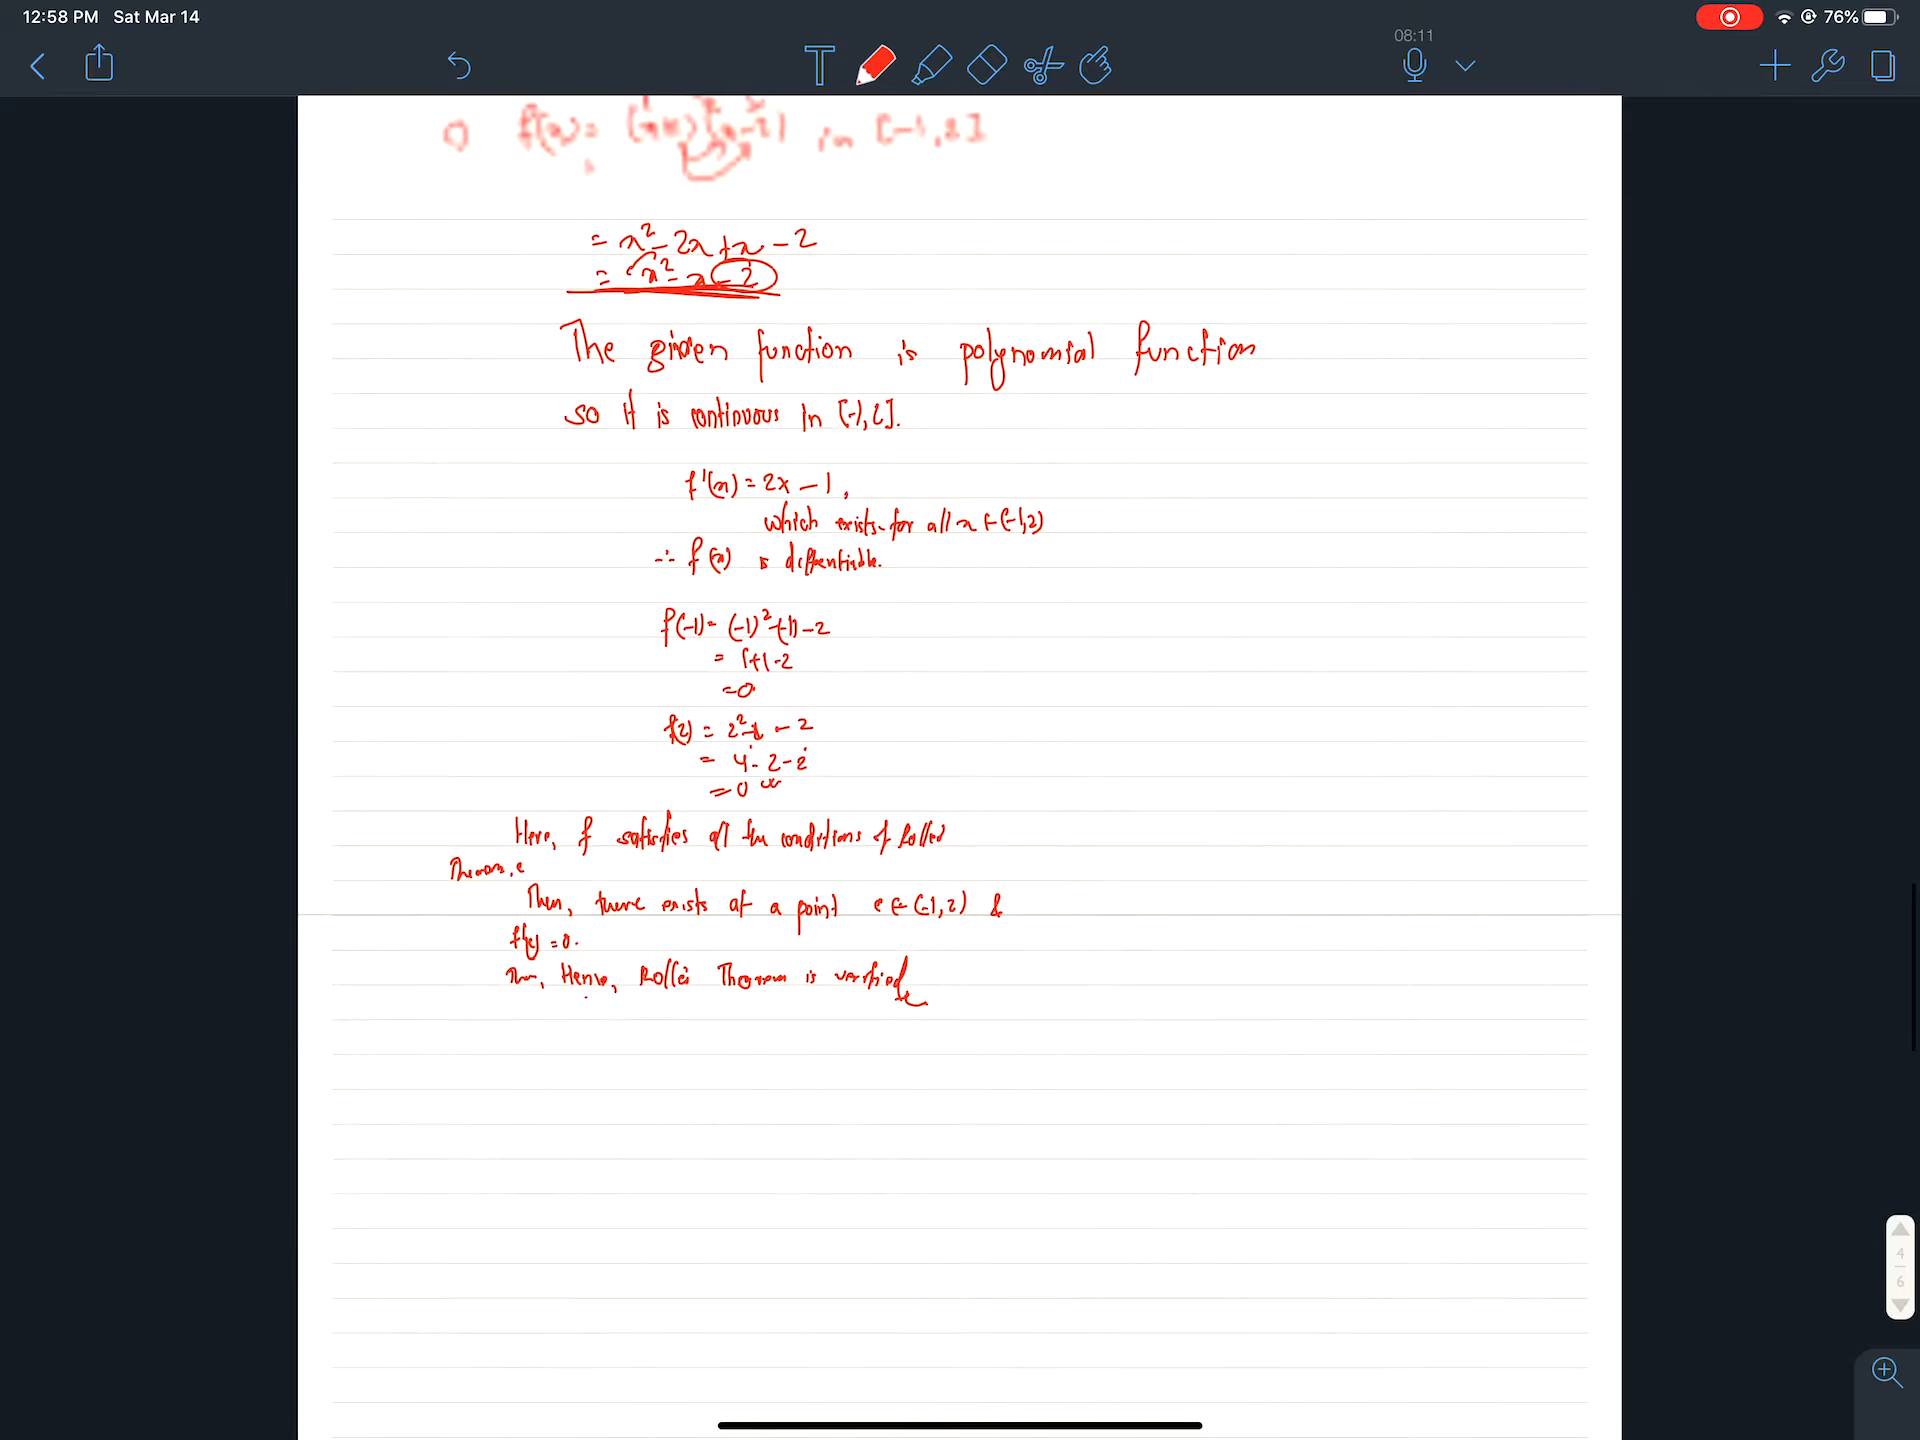 12:58 PM Sat Mar 14
76%
08:11
f(x) = (x+1)(x-2) in [-1,2]
= x² - 2x + x - 2
= x² - x - 2
The given function is polynomial function
so it is continuous in [-1,2].
f'(x) = 2x - 1,
which exists for all x ∈ (-1,2)
∴ f(x) is differentiable.
f(-1) = (-1)² - (-1) - 2
= 1+1-2
=0
f(2) = 2² - 2 - 2
= 4 - 2 - 2
= 0
Here, f satisfies all the conditions of Rolle's
Theorem,
Then, there exists at a point c ∈ (-1,2) &
f'(c) = 0.
Hence, Rolle's Theorem is verified
4
6